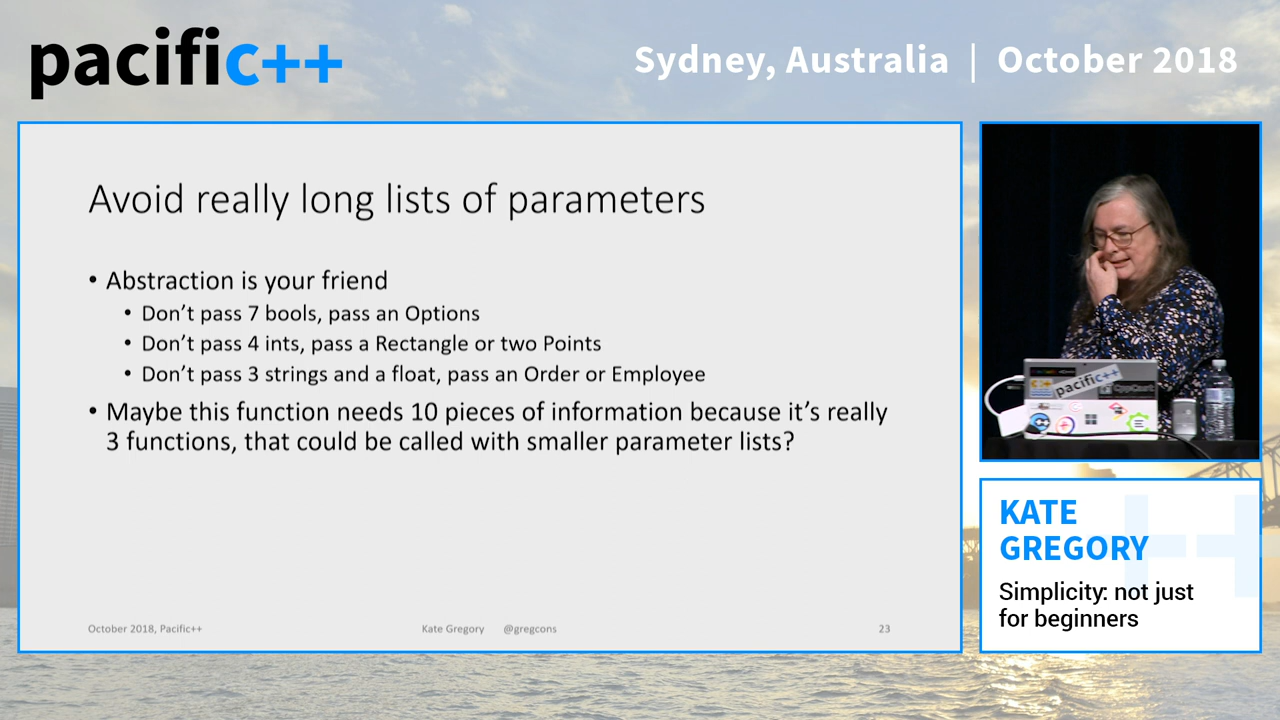 pacific++
Sydney, Australia | October 2018
Avoid really long lists of parameters
• Abstraction is your friend
• Don't pass 7 bools, pass an Options
• Don't pass 4 ints, pass a Rectangle or two Points
• Don't pass 3 strings and a float, pass an Order or Employee
• Maybe this function needs 10 pieces of information because it's really
3 functions, that could be called with smaller parameter lists?
October 2018, Pacific++
Kate Gregory @gregcons
23
pacific++
CppCast
KATE
GREGORY
Simplicity: not just
for beginners